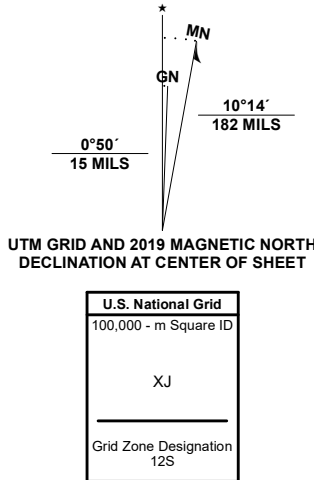 MN
GN
10°14´
182 MILS
0°50´
15 MILS
UTM GRID AND 2019 MAGNETIC NORTH
DECLINATION AT CENTER OF SHEET
U.S. National Grid
100,000 - m Square ID
XJ
Grid Zone Designation
12S